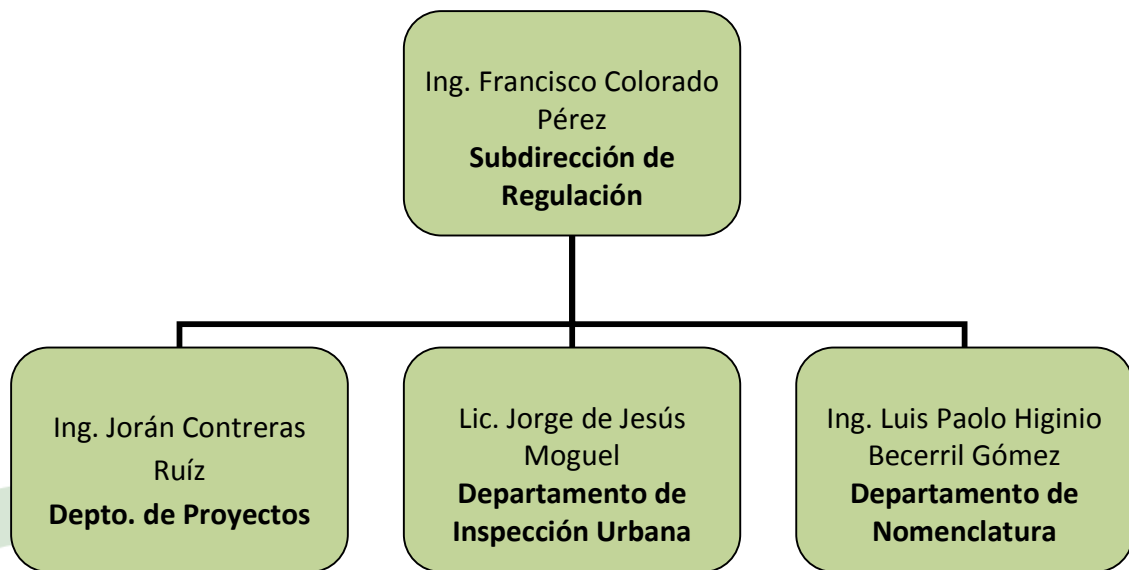 Ing. Francisco Colorado
Pérez
Subdirección de
Regulación
Ing. Jorán Contreras
Ruíz
Depto. de Proyectos
Lic. Jorge de Jesús
Moguel
Departamento de
Inspección Urbana
Ing. Luis Paolo Higinio
Becerril Gómez
Departamento de
Nomenclatura